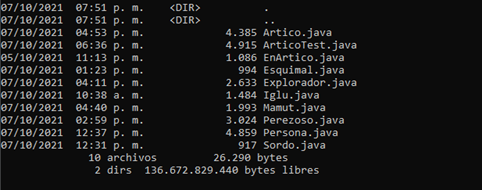 07/10/2021  07:51 p. m.    <DIR>          .
07/10/2021  07:51 p. m.    <DIR>          ..
07/10/2021  04:53 p. m.             4.385 Artico.java
07/10/2021  06:36 p. m.             4.915 ArticoTest.java
05/10/2021  11:13 p. m.             1.086 EnArtico.java
07/10/2021  01:23 p. m.               994 Esquimal.java
07/10/2021  04:11 p. m.             2.633 Explorador.java
07/10/2021  10:38 a. m.             1.484 Iglu.java
07/10/2021  04:40 p. m.             1.993 Mamut.java
07/10/2021  02:59 p. m.             3.024 Perezoso.java
07/10/2021  12:37 p. m.             4.859 Persona.java
07/10/2021  12:31 p. m.               917 Sordo.java
              10 archivos         26.290 bytes
               2 dirs  136.672.829.440 bytes libres